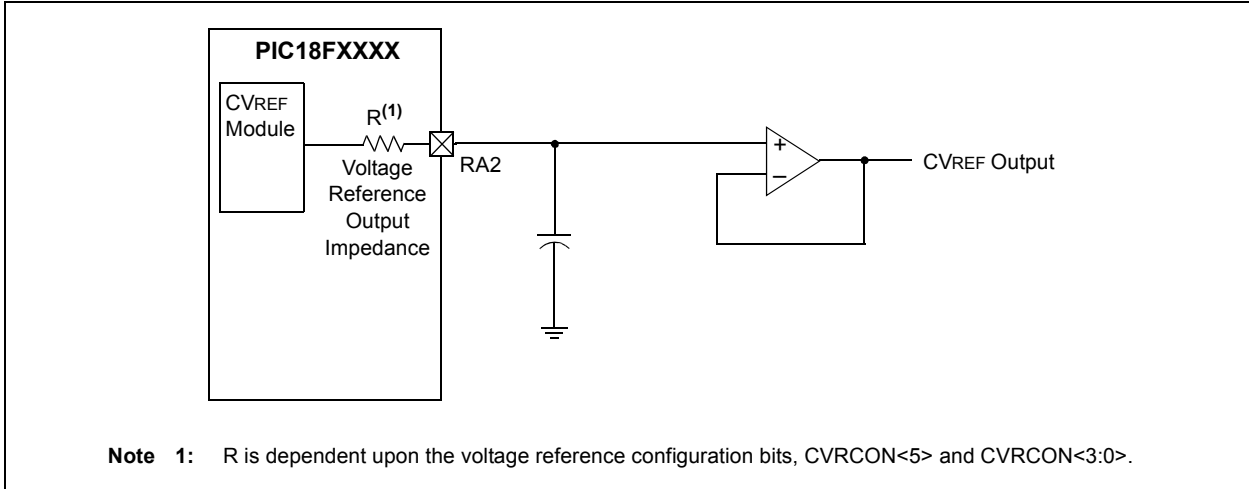 PIC18FXXXX
CVREF
Module
R(1)
Voltage
Reference
Output
Impedance
RA2
+
–
CVREF Output
Note 1: R is dependent upon the voltage reference configuration bits, CVRCON<5> and CVRCON<3:0>.